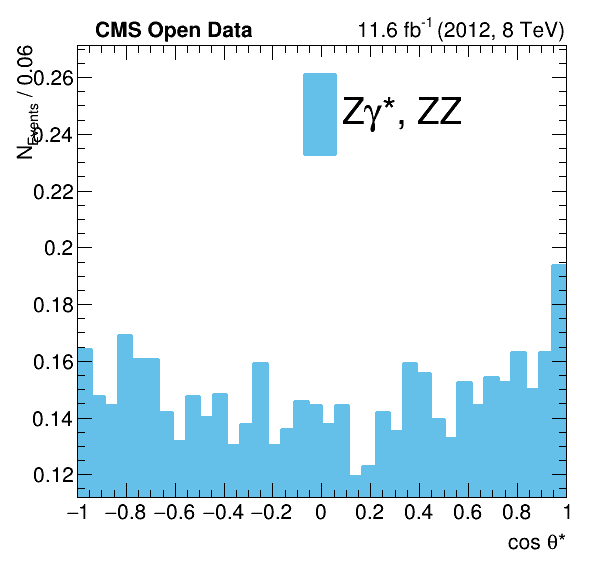 CMS Open Data 11.6 fb⁻¹ (2012, 8 TeV)
N_Events / 0.06
0.26
0.24
0.22
0.2
0.18
0.16
0.14
0.12
Zγ*, ZZ
−1 −0.8 −0.6 −0.4 −0.2 0 0.2 0.4 0.6 0.8 1
cos θ*